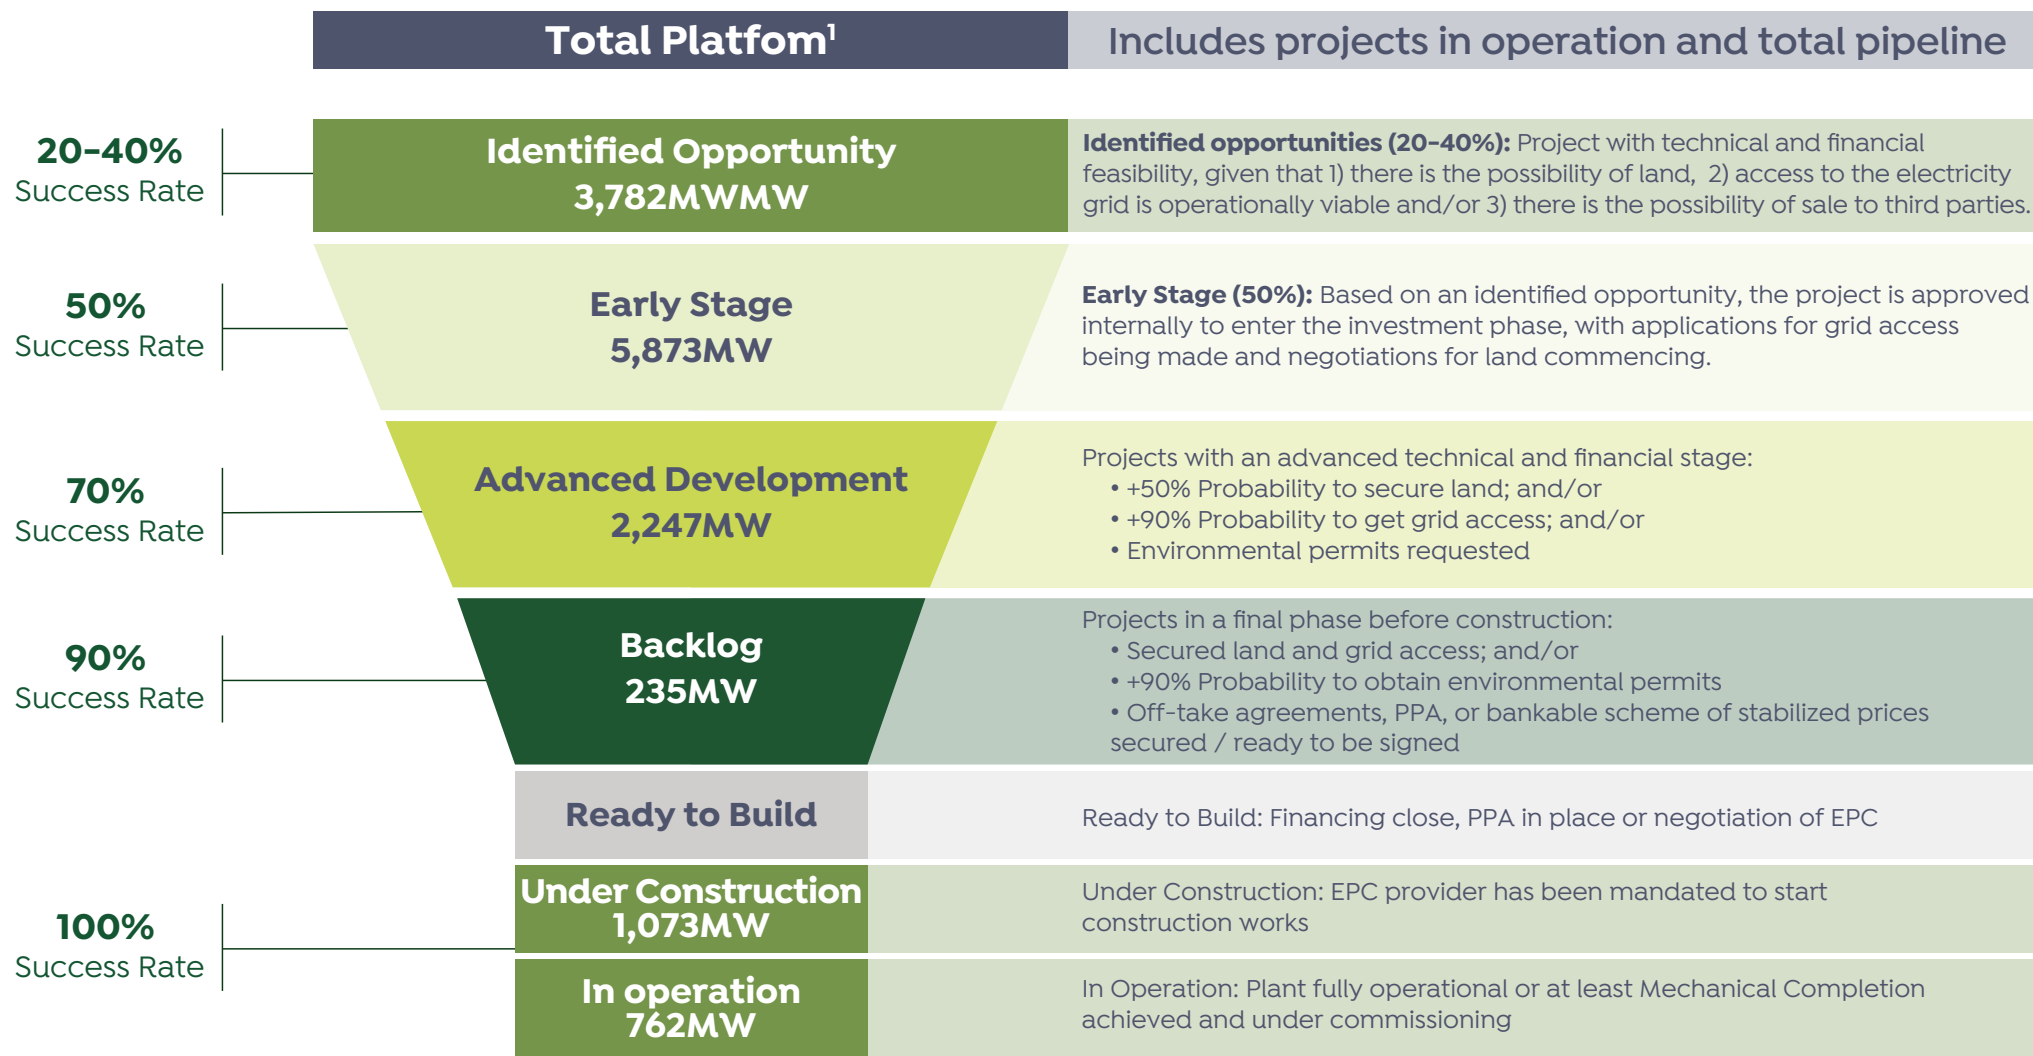 Total Platfom¹
Includes projects in operation and total pipeline
20-40%
Success Rate
Identified Opportunity
3,782MWMW
Identified opportunities (20-40%): Project with technical and financial
feasibility, given that 1) there is the possibility of land, 2) access to the electricity
grid is operationally viable and/or 3) there is the possibility of sale to third parties.
50%
Success Rate
Early Stage
5,873MW
Early Stage (50%): Based on an identified opportunity, the project is approved
internally to enter the investment phase, with applications for grid access
being made and negotiations for land commencing.
70%
Success Rate
Advanced Development
2,247MW
Projects with an advanced technical and financial stage:
• +50% Probability to secure land; and/or
• +90% Probability to get grid access; and/or
• Environmental permits requested
90%
Success Rate
Backlog
235MW
Projects in a final phase before construction:
• Secured land and grid access; and/or
• +90% Probability to obtain environmental permits
• Off-take agreements, PPA, or bankable scheme of stabilized prices
secured / ready to be signed
Ready to Build
Ready to Build: Financing close, PPA in place or negotiation of EPC
100%
Success Rate
Under Construction
1,073MW
Under Construction: EPC provider has been mandated to start
construction works
In operation
762MW
In Operation: Plant fully operational or at least Mechanical Completion
achieved and under commissioning